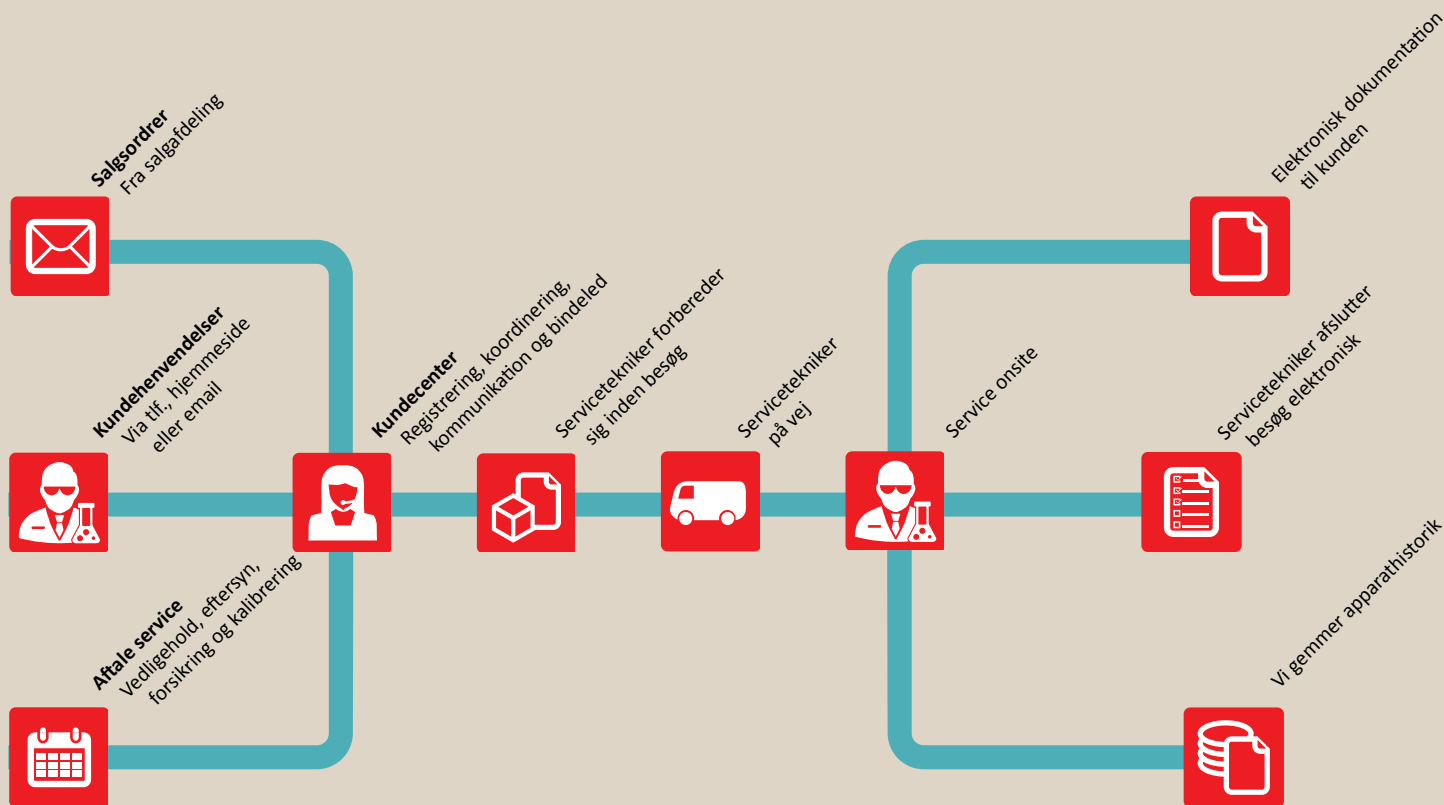 Salgsordrer
Fra salgafdeling
Kundehenvendelser
Via tlf., hjemmeside
eller email
Aftale service
Vedligehold, eftersyn,
forsikring og kalibrering
Kundecenter
Registrering, koordinering,
kommunikation og bindeled
Servicetekniker forbereder
sig inden besøg
Servicetekniker
på vej
Service onsite
Elektronisk dokumentation
til kunden
Servicetekniker afslutter
besøg elektronisk
Vi gemmer apparathistorik